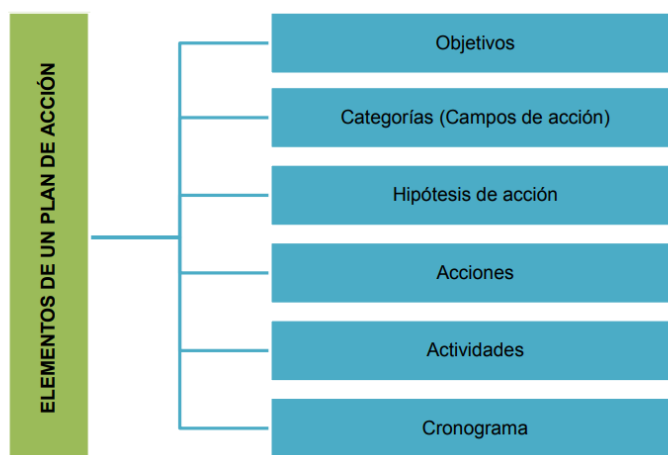 ELEMENTOS DE UN PLAN DE ACCIÓN
Objetivos
Categorías (Campos de acción)
Hipótesis de acción
Acciones
Actividades
Cronograma